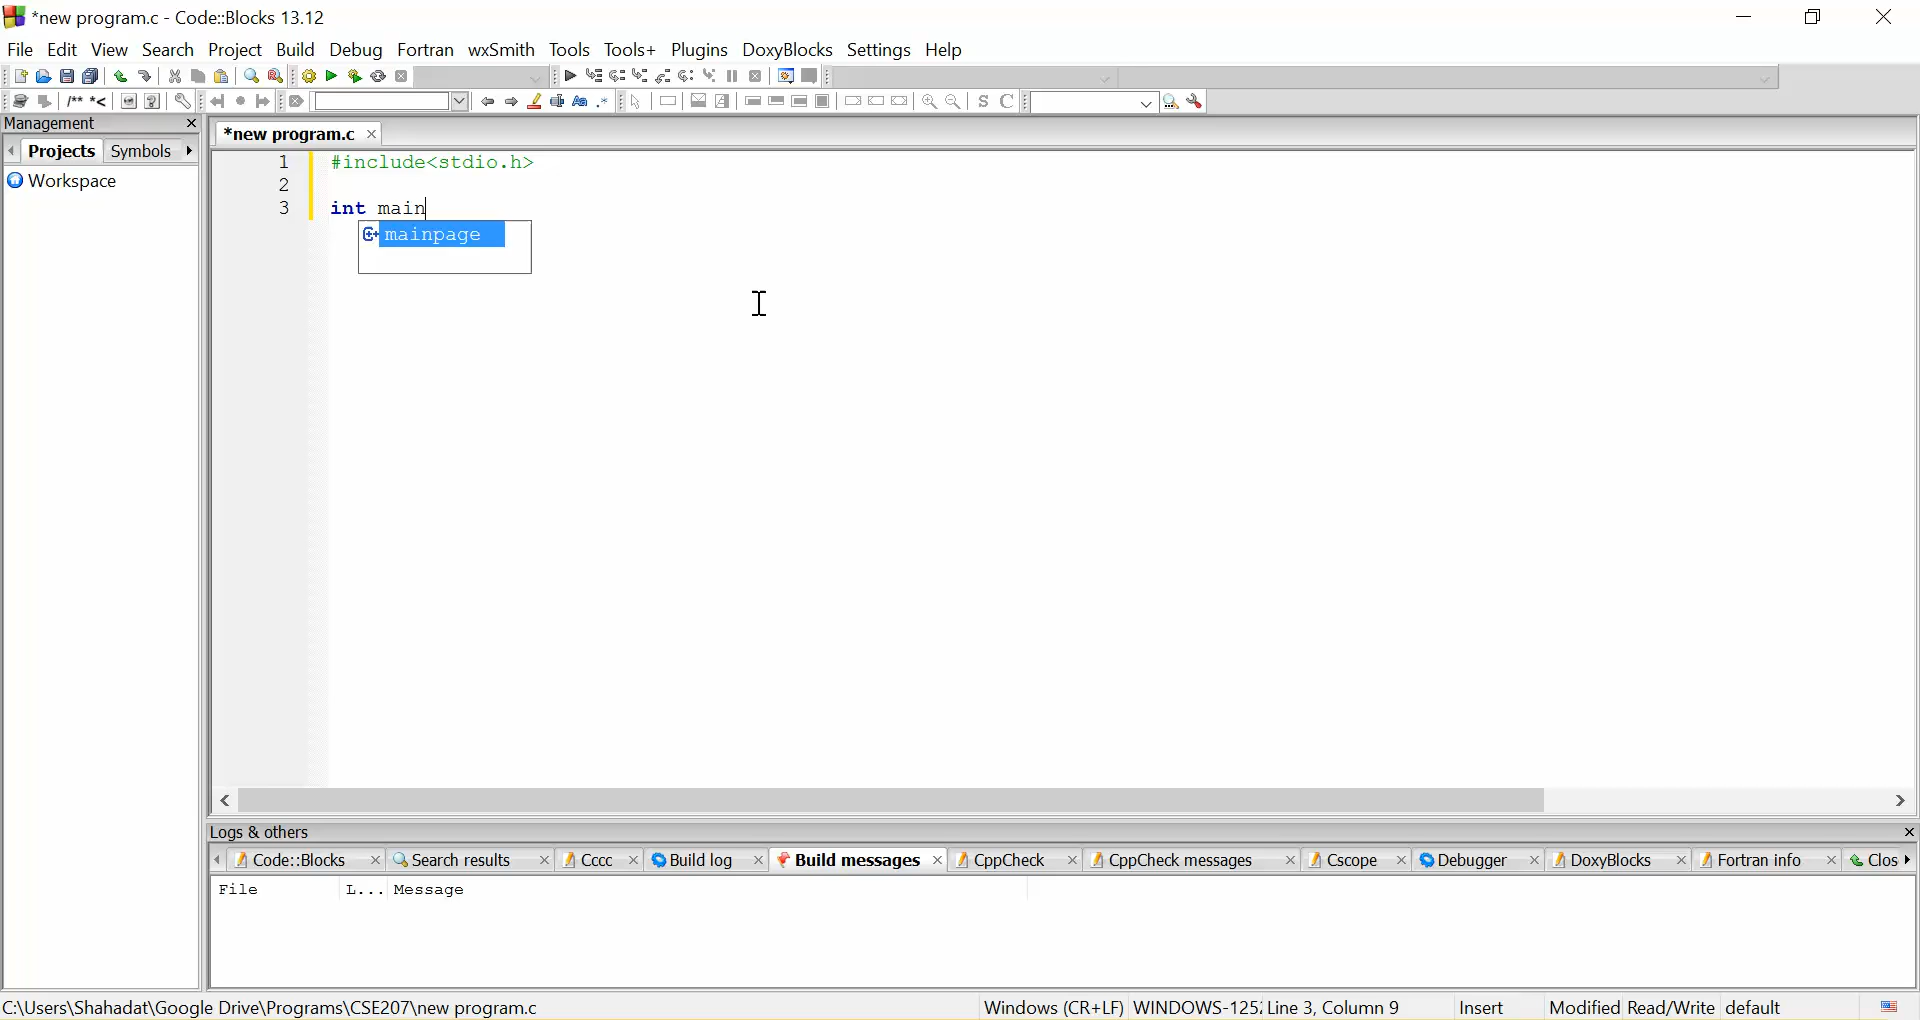 *new program.c - Code::Blocks 13.12
File Edit View Search Project Build Debug Fortran wxSmith Tools Tools+ Plugins DoxyBlocks Settings Help
/** *<
S C
Management
*new program.c
Projects Symbols
Workspace
1 #include<stdio.h>
2
3 int main
mainpage
Logs & others
Code::Blocks Search results Cccc Build log Build messages CppCheck CppCheck messages Cscope Debugger DoxyBlocks Fortran info Clos
File L... Message
C:\Users\Shahadat\Google Drive\Programs\CSE207\new program.c Windows (CR+LF) WINDOWS-125 Line 3, Column 9 Insert Modified Read/Write default